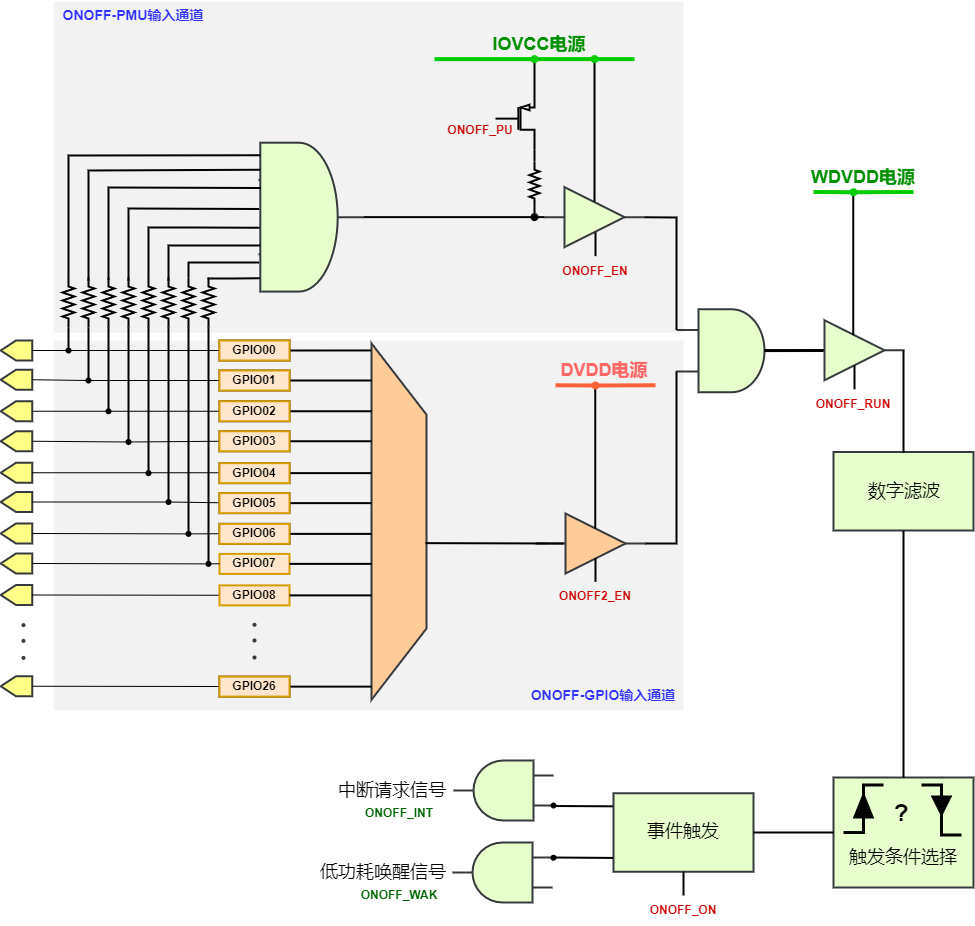 ONOFF-PMU输入通道
IOVCC电源
ONOFF_PU
WDVDD电源
ONOFF_EN
GPIO00
DVDD电源
GPIO01
ONOFF_RUN
GPIO02
GPIO03
GPIO04
数字滤波
GPIO05
GPIO06
GPIO07
GPIO08
ONOFF2_EN
GPIO26
ONOFF-GPIO输入通道
中断请求信号
ONOFF_INT
事件触发
?
触发条件选择
低功耗唤醒信号
ONOFF_WAK
ONOFF_ON